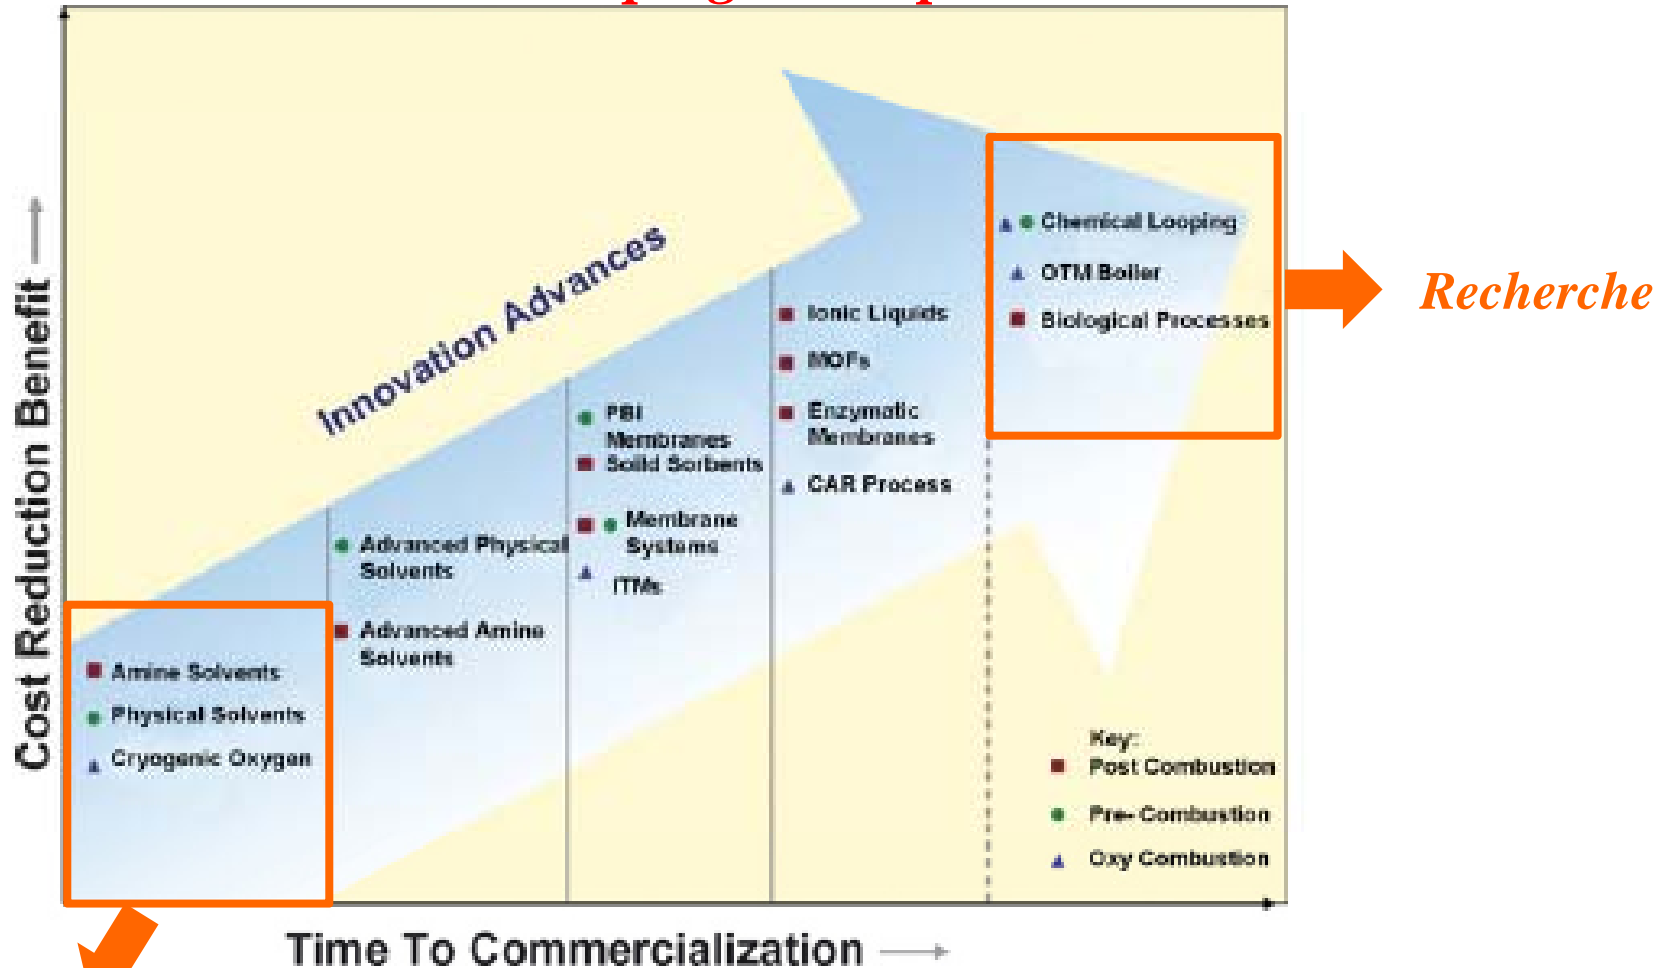 Cost Reduction Benefit
Innovation Advances
Amine Solvents
Physical Solvents
Cryogenic Oxygen
Advanced Physical
Solvents
Advanced Amine
Solvents
PBI
Membranes
Solid Sorbents
Membrane
Systems
ITMs
Ionic Liquids
MOFs
Enzymatic
Membranes
CAR Process
Chemical Looping
OTM Boiler
Biological Processes
Recherche
Key:
Post Combustion
Pre- Combustion
Oxy Combustion
Time To Commercialization